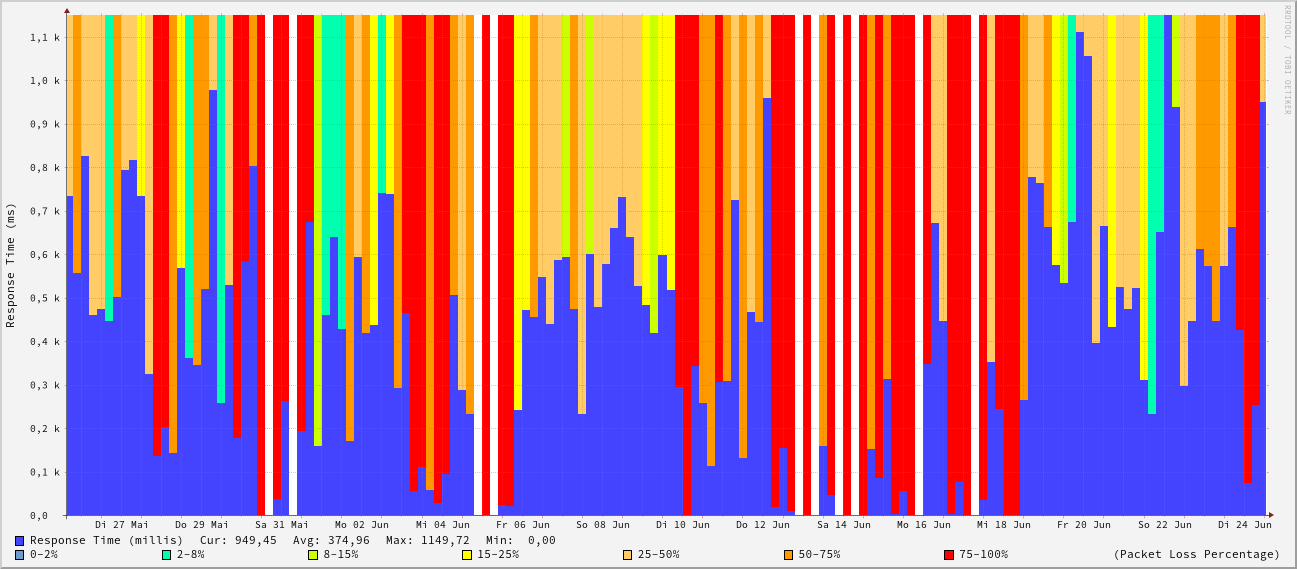 RRDTOOL / TOBI OETIKER
Response Time (ms)
1,1 k
1,0 k
0,9 k
0,8 k
0,7 k
0,6 k
0,5 k
0,4 k
0,3 k
0,2 k
0,1 k
0,0
Di 27 Mai Do 29 Mai Sa 31 Mai Mo 02 Jun Mi 04 Jun Fr 06 Jun So 08 Jun Di 10 Jun Do 12 Jun Sa 14 Jun Mo 16 Jun Mi 18 Jun Fr 20 Jun So 22 Jun Di 24 Jun
Response Time (millis) Cur: 949,45 Avg: 374,96 Max: 1149,72 Min: 0,00
0-2% 2-8% 8-15% 15-25% 25-50% 50-75% 75-100% (Packet Loss Percentage)